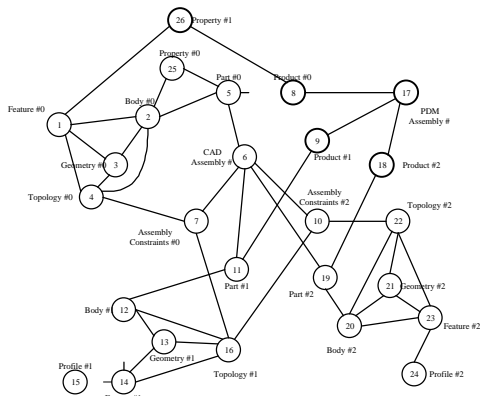 26 Property #1
Property #0
25
Part #0
Product #0
5
8
17
Feature #0
Body #0
2
1
PDM
Assembly #
9
Product #1
CAD
Assembly #
6
3
Geometry #0
18 Product #2
4
Topology #0
Assembly
Constraints #2
Topology #2
7
10
22
Assembly
Constraints #0
11
Part #1
19
Part #2
21 Geometry #2
12
Body #
20
Body #2
23
Feature #2
13
Geometry #1
16
Topology #1
Profile #1
15
14
24 Profile #2